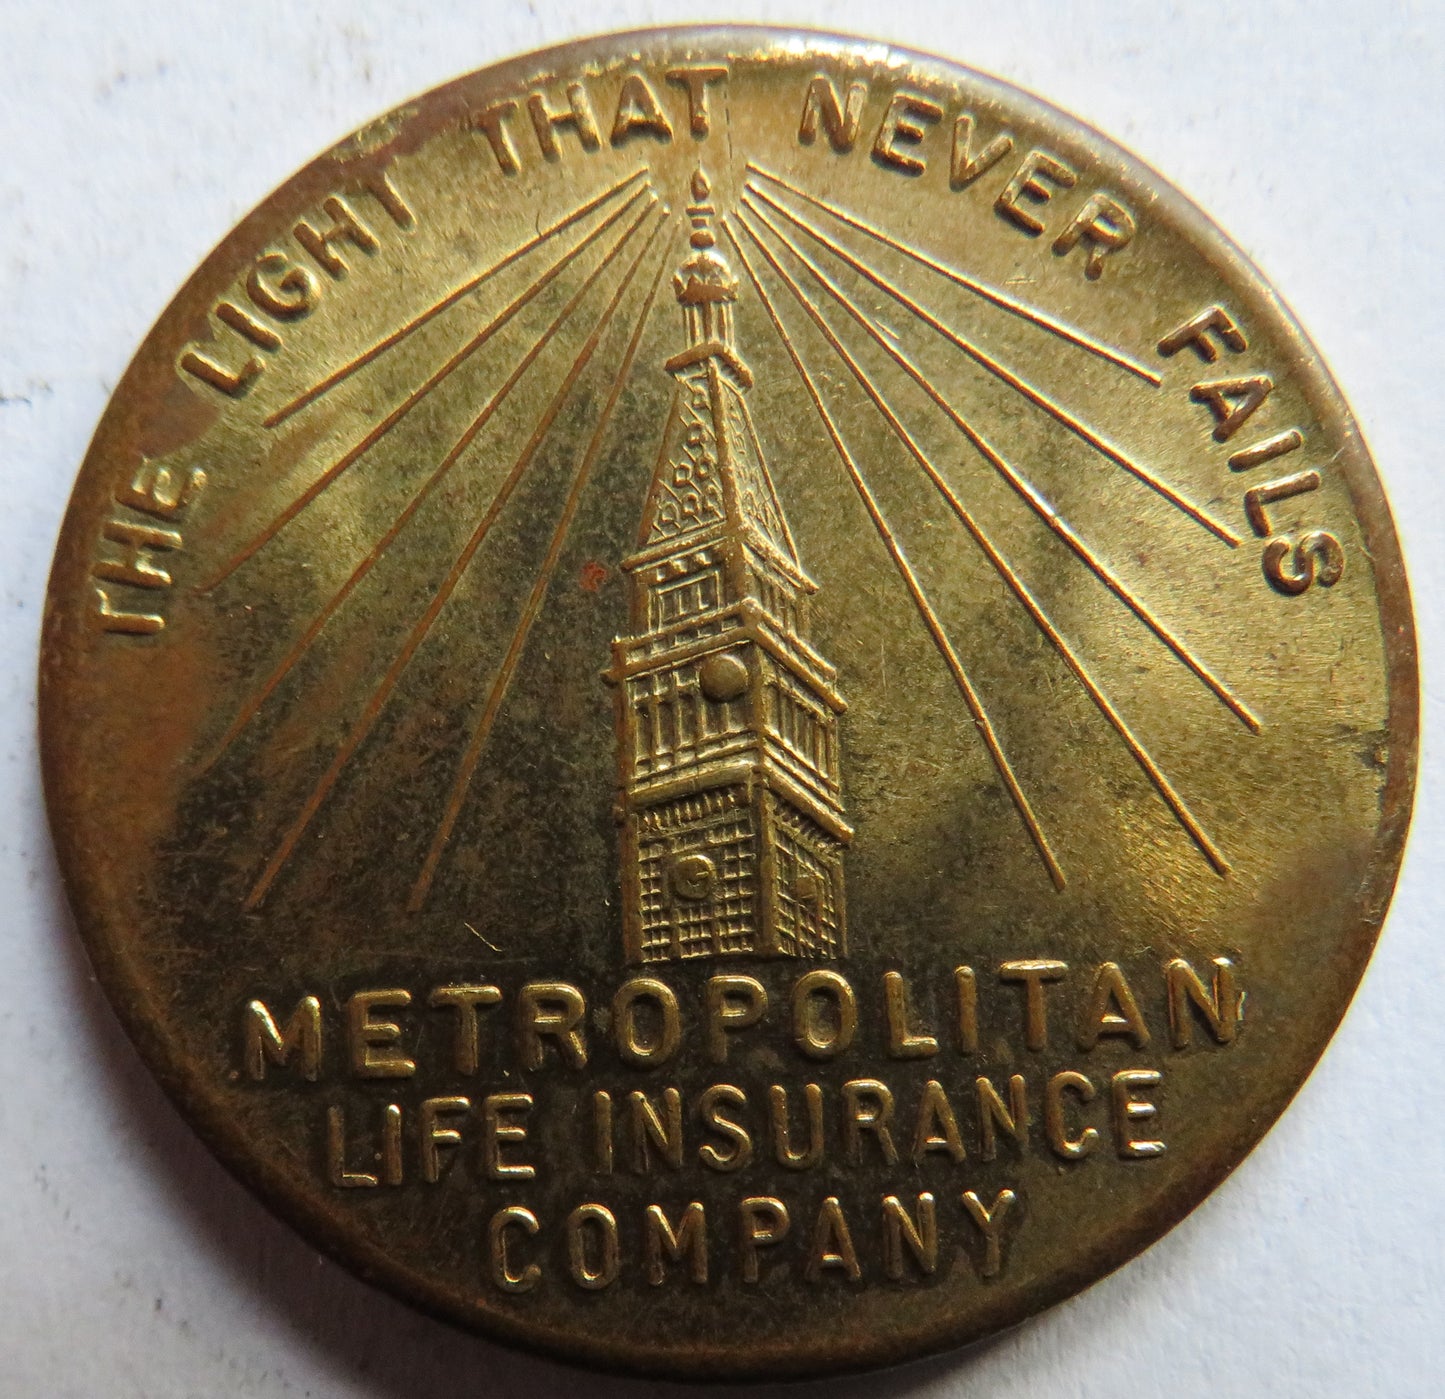 THE LIGHT THAT NEVER FAILS
METROPOLITAN
LIFE INSURANCE
COMPANY